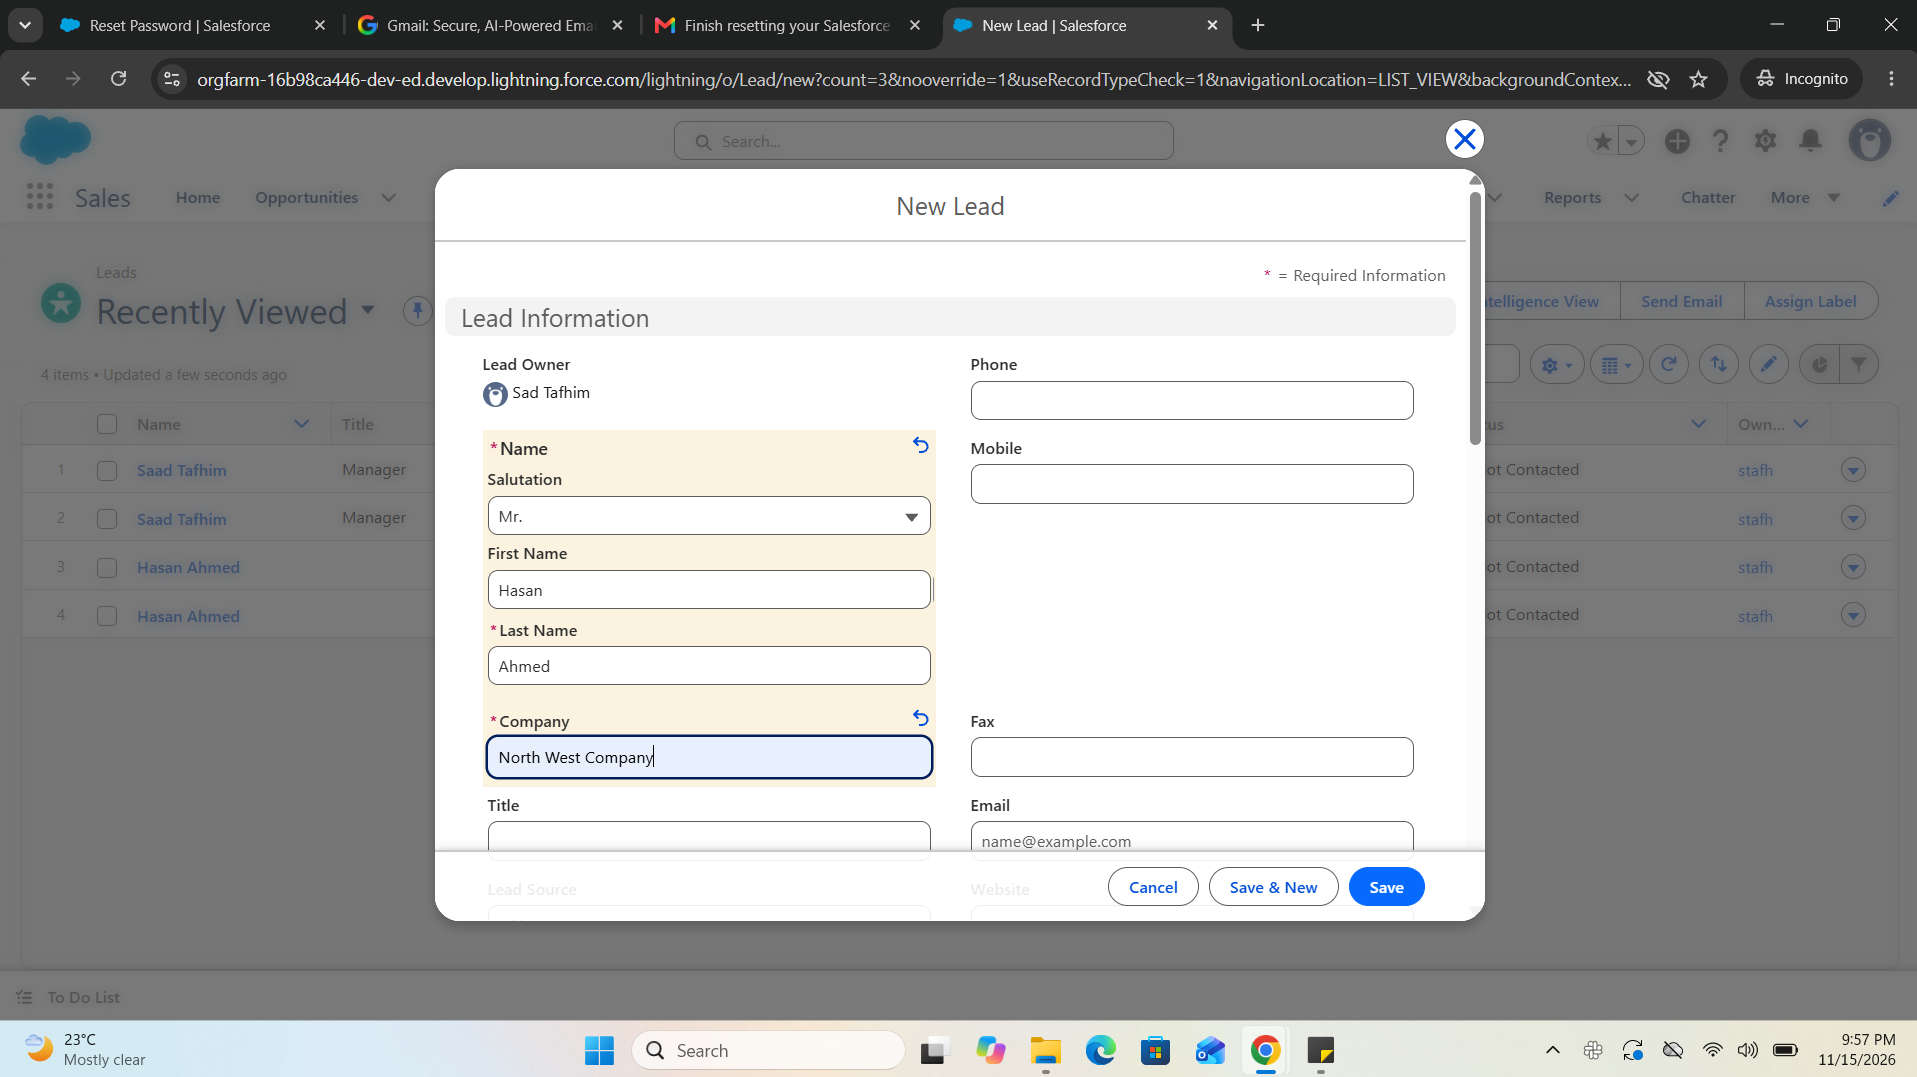 Reset Password | Salesforce
Gmail: Secure, AI-Powered Emai
Finish resetting your Salesforce
New Lead | Salesforce
orgfarm-16b98ca446-dev-ed.develop.lightning.force.com/lightning/o/Lead/new?count=3&nooverride=1&useRecordTypeCheck=1&navigationLocation=LIST_VIEW&backgroundContex...
Incognito
Search...
Sales
Home
Opportunities
Reports
Chatter
More
New Lead
* = Required Information
Leads
Recently Viewed
ntelligence View
Send Email
Assign Label
4 items • Updated a few seconds ago
Name
Title
tus
Own...
1
Saad Tafhim
Manager
ot Contacted
stafh
2
Saad Tafhim
Manager
ot Contacted
stafh
3
Hasan Ahmed
ot Contacted
stafh
4
Hasan Ahmed
ot Contacted
stafh
Lead Information
Lead Owner
Sad Tafhim
Phone
*Name
Mobile
Salutation
Mr.
First Name
Hasan
*Last Name
Ahmed
*Company
North West Company
Fax
Title
Email
name@example.com
Lead Source
Website
Cancel
Save & New
Save
To Do List
23°C
Mostly clear
Search
9:57 PM
11/15/2026